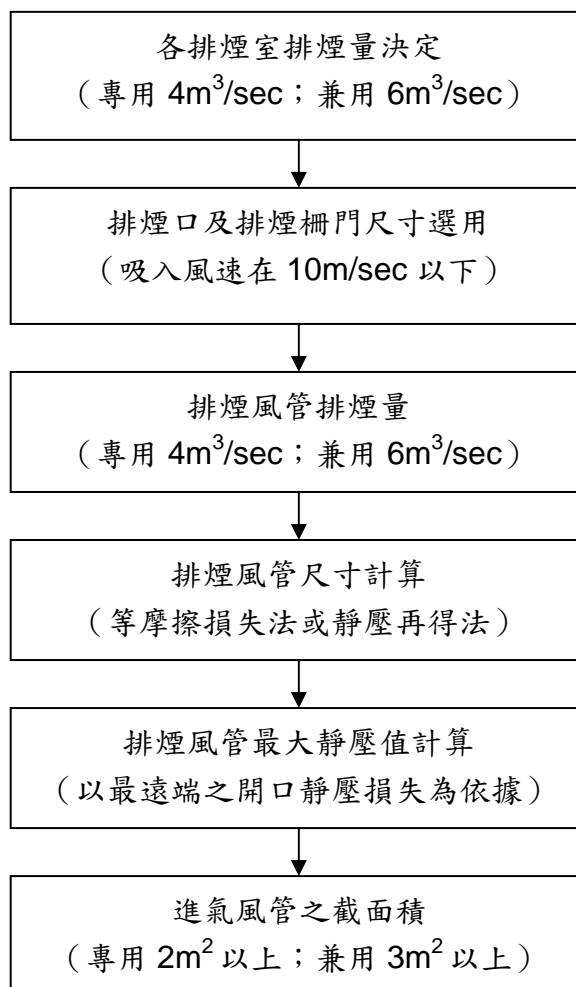 各排煙室排煙量決定
（專用 4m³/sec；兼用 6m³/sec）
排煙口及排煙柵門尺寸選用
（吸入風速在 10m/sec 以下）
排煙風管排煙量
（專用 4m³/sec；兼用 6m³/sec）
排煙風管尺寸計算
（等摩擦損失法或靜壓再得法）
排煙風管最大靜壓值計算
（以最遠端之開口靜壓損失為依據）
進氣風管之截面積
（專用 2m² 以上；兼用 3m² 以上）